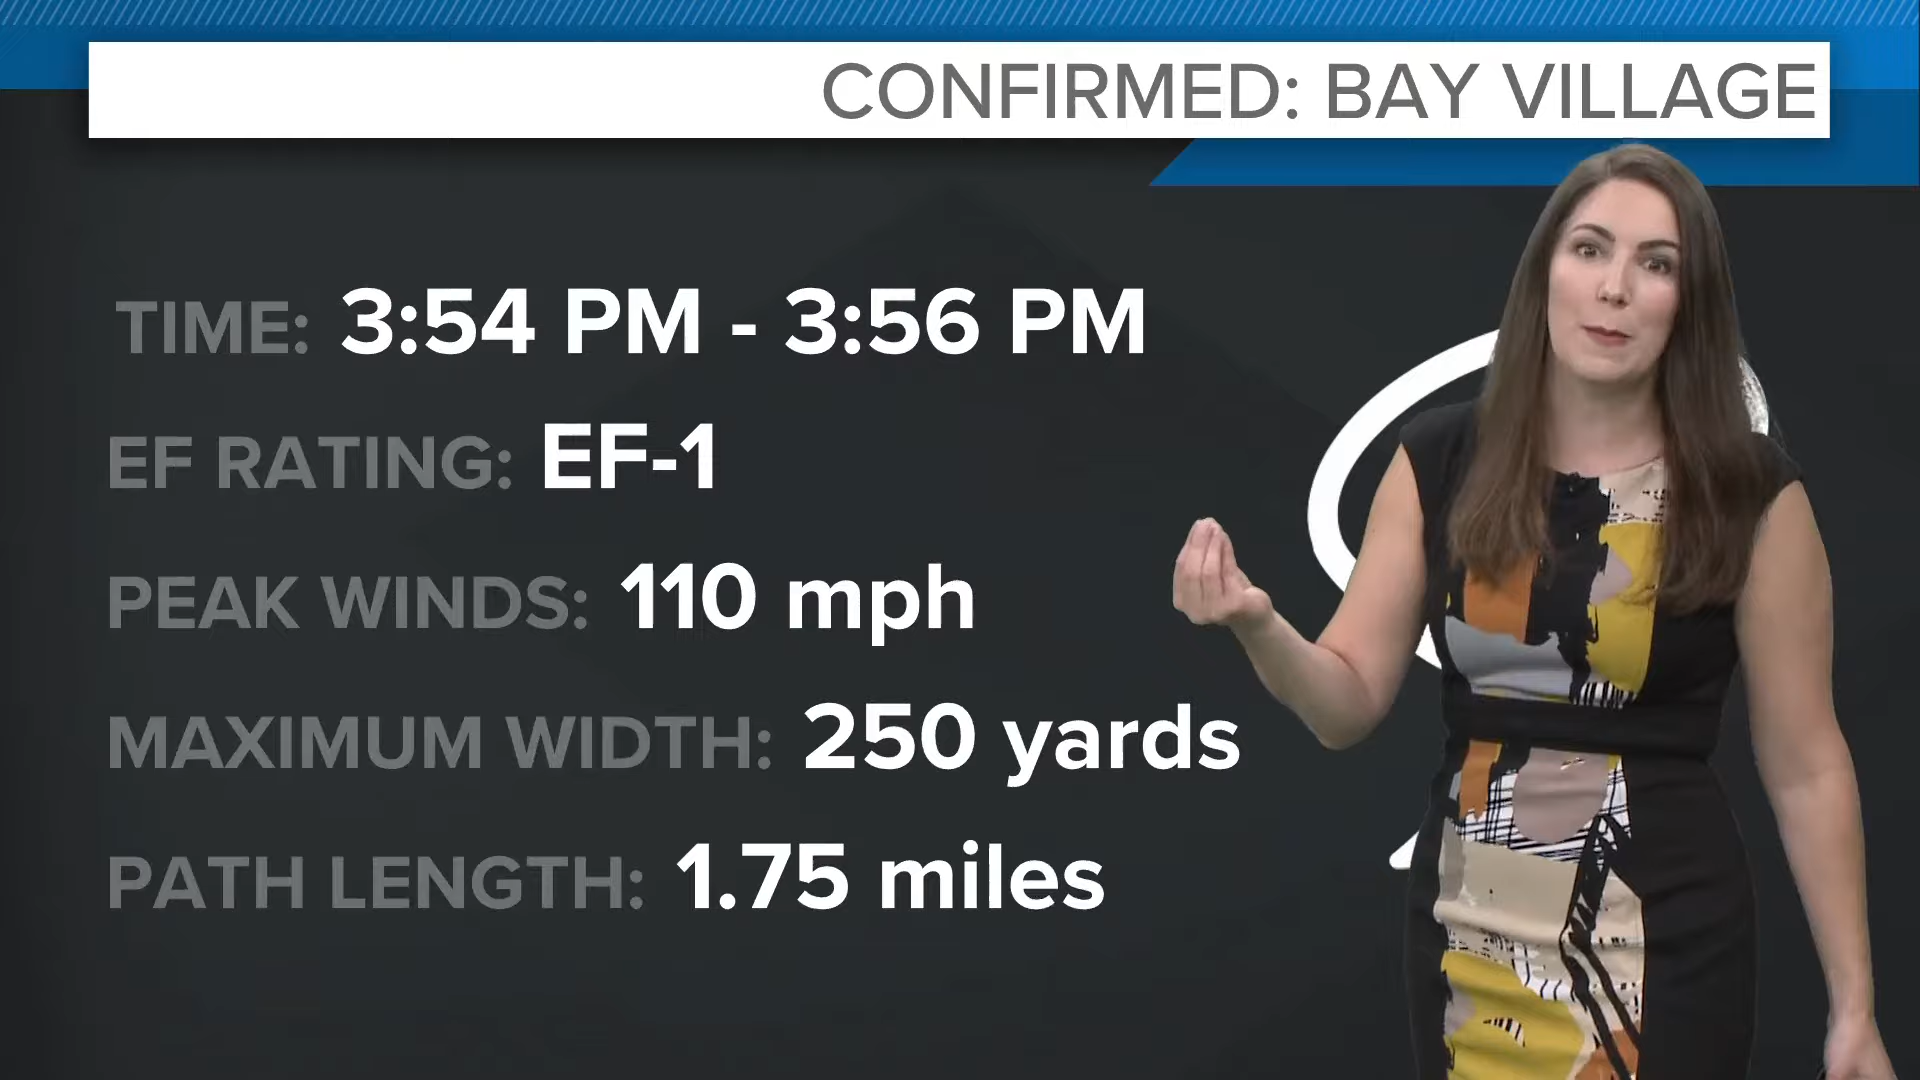 CONFIRMED: BAY VILLAGE
TIME: 3:54 PM - 3:56 PM
EF RATING: EF-1
PEAK WINDS: 110 mph
MAXIMUM WIDTH: 250 yards
PATH LENGTH: 1.75 miles